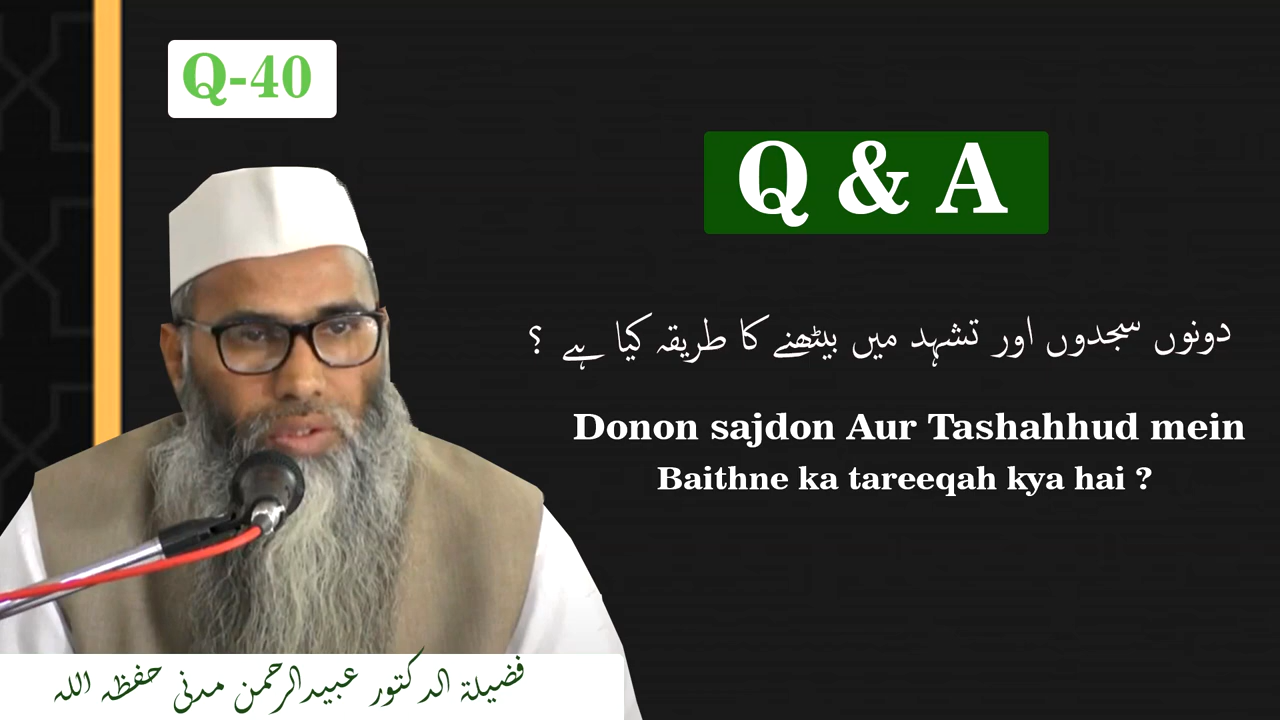 Q-40
Q & A
دونوں سجدوں اور تشہد میں بیٹھنے کا طریقہ کیا ہے ؟
Donon sajdon Aur Tashahhud mein
Baithne ka tareeqah kya hai ?
فضیلۃ الدکتور عبیدالرحمن مدنی حفظہ اللہ